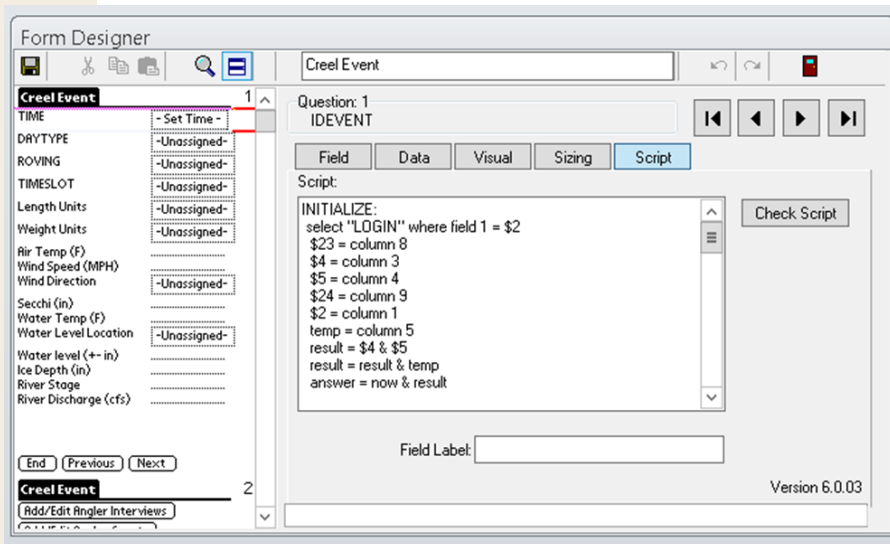 Form Designer
Creel Event
Creel Event 1
TIME - Set Time -
DAYTYPE -Unassigned-
ROVING -Unassigned-
TIMESLOT -Unassigned-
Length Units -Unassigned-
Weight Units -Unassigned-
Air Temp (F)
Wind Speed (MPH)
Wind Direction -Unassigned-
Secchi (in)
Water Temp (F)
Water Level Location -Unassigned-
Water level (+- in)
Ice Depth (in)
River Stage
River Discharge (cfs)
End Previous Next
Creel Event 2
Add/Edit Angler Interviews
Question: 1
IDEVENT
Field Data Visual Sizing Script
Script:
INITIALIZE:
select "LOGIN" where field 1 = $2
$23 = column 8
$4 = column 3
$5 = column 4
$24 = column 9
$2 = column 1
temp = column 5
result = $4 & $5
result = result & temp
answer = now & result
Check Script
Field Label:
Version 6.0.03